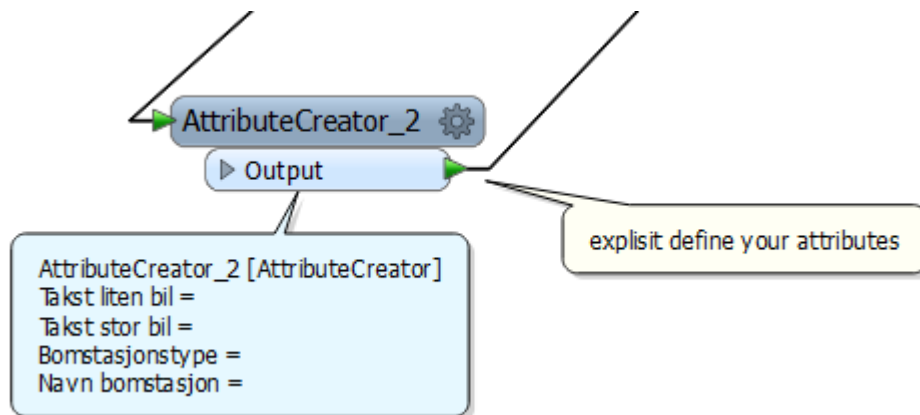 AttributeCreator_2
Output
explisit define your attributes
AttributeCreator_2 [AttributeCreator]
Takst liten bil =
Takst stor bil =
Bomstasjonstype =
Navn bomstasjon =